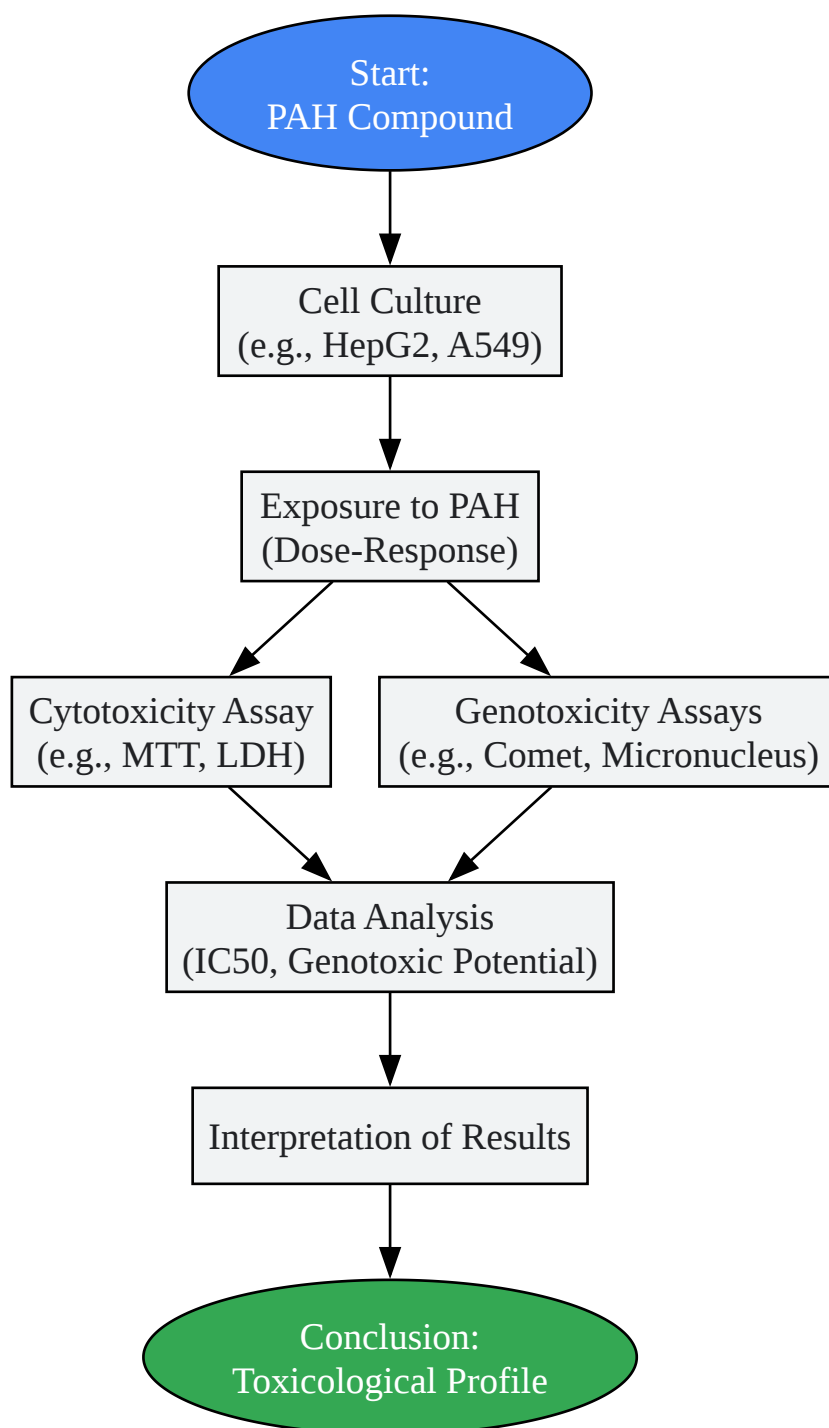 Start:
PAH Compound
Cell Culture
(e.g., HepG2, A549)
Exposure to PAH
(Dose-Response)
Cytotoxicity Assay
(e.g., MTT, LDH)
Genotoxicity Assays
(e.g., Comet, Micronucleus)
Data Analysis
(IC50, Genotoxic Potential)
Interpretation of Results
Conclusion:
Toxicological Profile